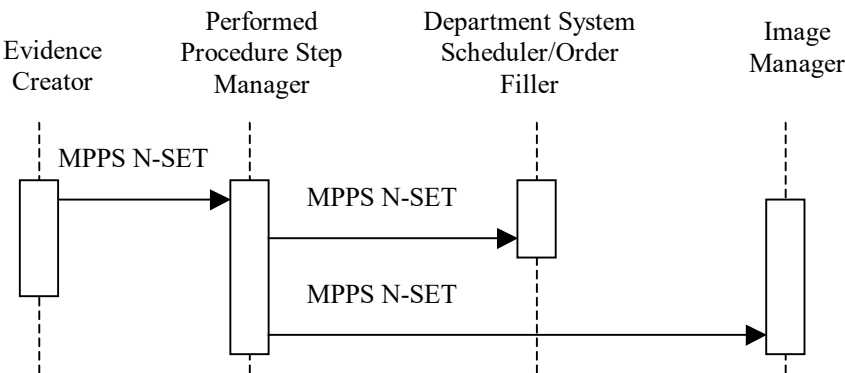 Evidence
Creator
Performed
Procedure Step
Manager
Department System
Scheduler/Order
Filler
Image
Manager
MPPS N-SET
MPPS N-SET
MPPS N-SET